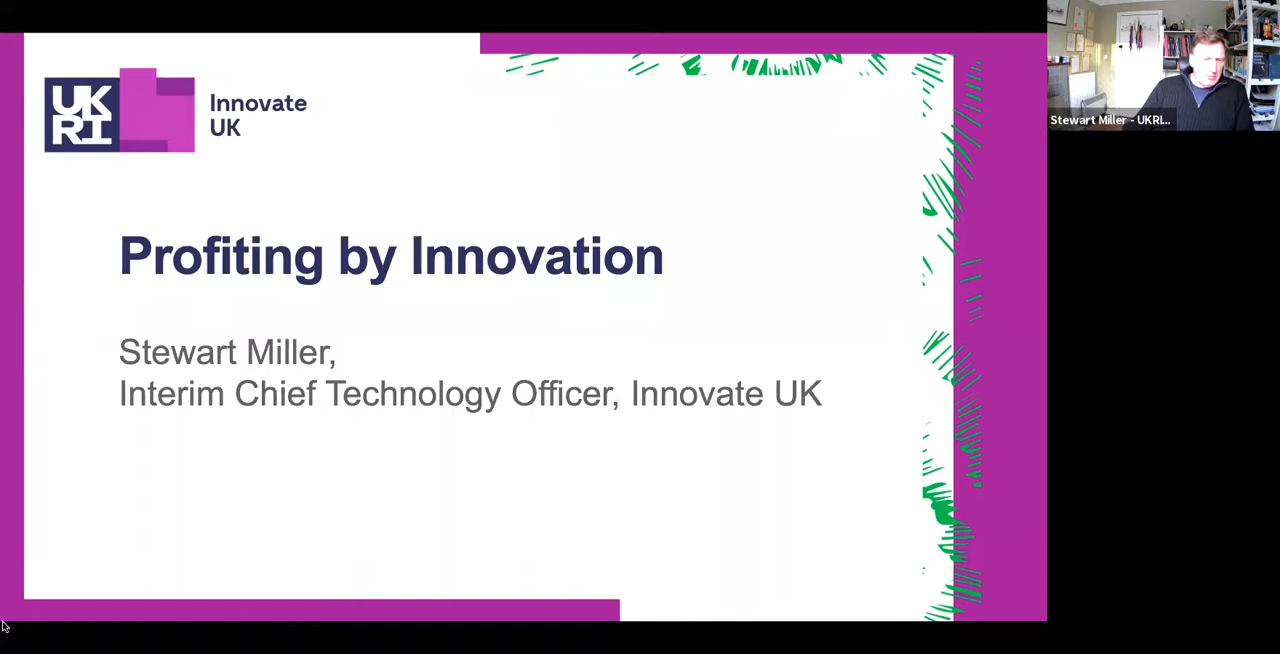 UK
RI
Innovate
UK
Profiting by Innovation
Stewart Miller,
Interim Chief Technology Officer, Innovate UK
Stewart Miller - UKRI...